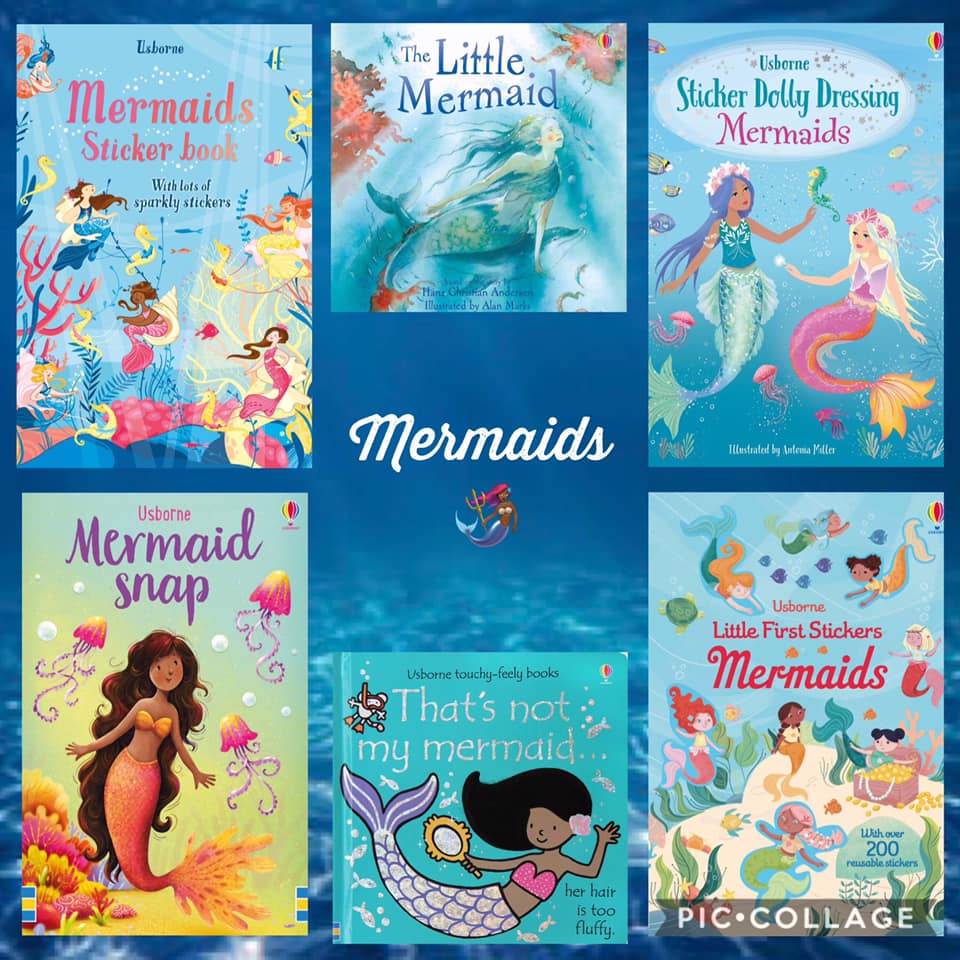 Usborne
Mermaids
Sticker book
With lots of
sparkly stickers
The Little
Mermaid
Hans Christian Andersen
Illustrated by Alan Marks
Usborne
Sticker Dolly Dressing
Mermaids
Illustrated by Antonia Miller
Mermaids
Usborne
Mermaid
snap
Usborne touchy-feely books
That's not
my mermaid...
her hair
is too
fluffy.
Usborne
Little First Stickers
Mermaids
With over
200
reusable stickers
PIC•COLLAGE